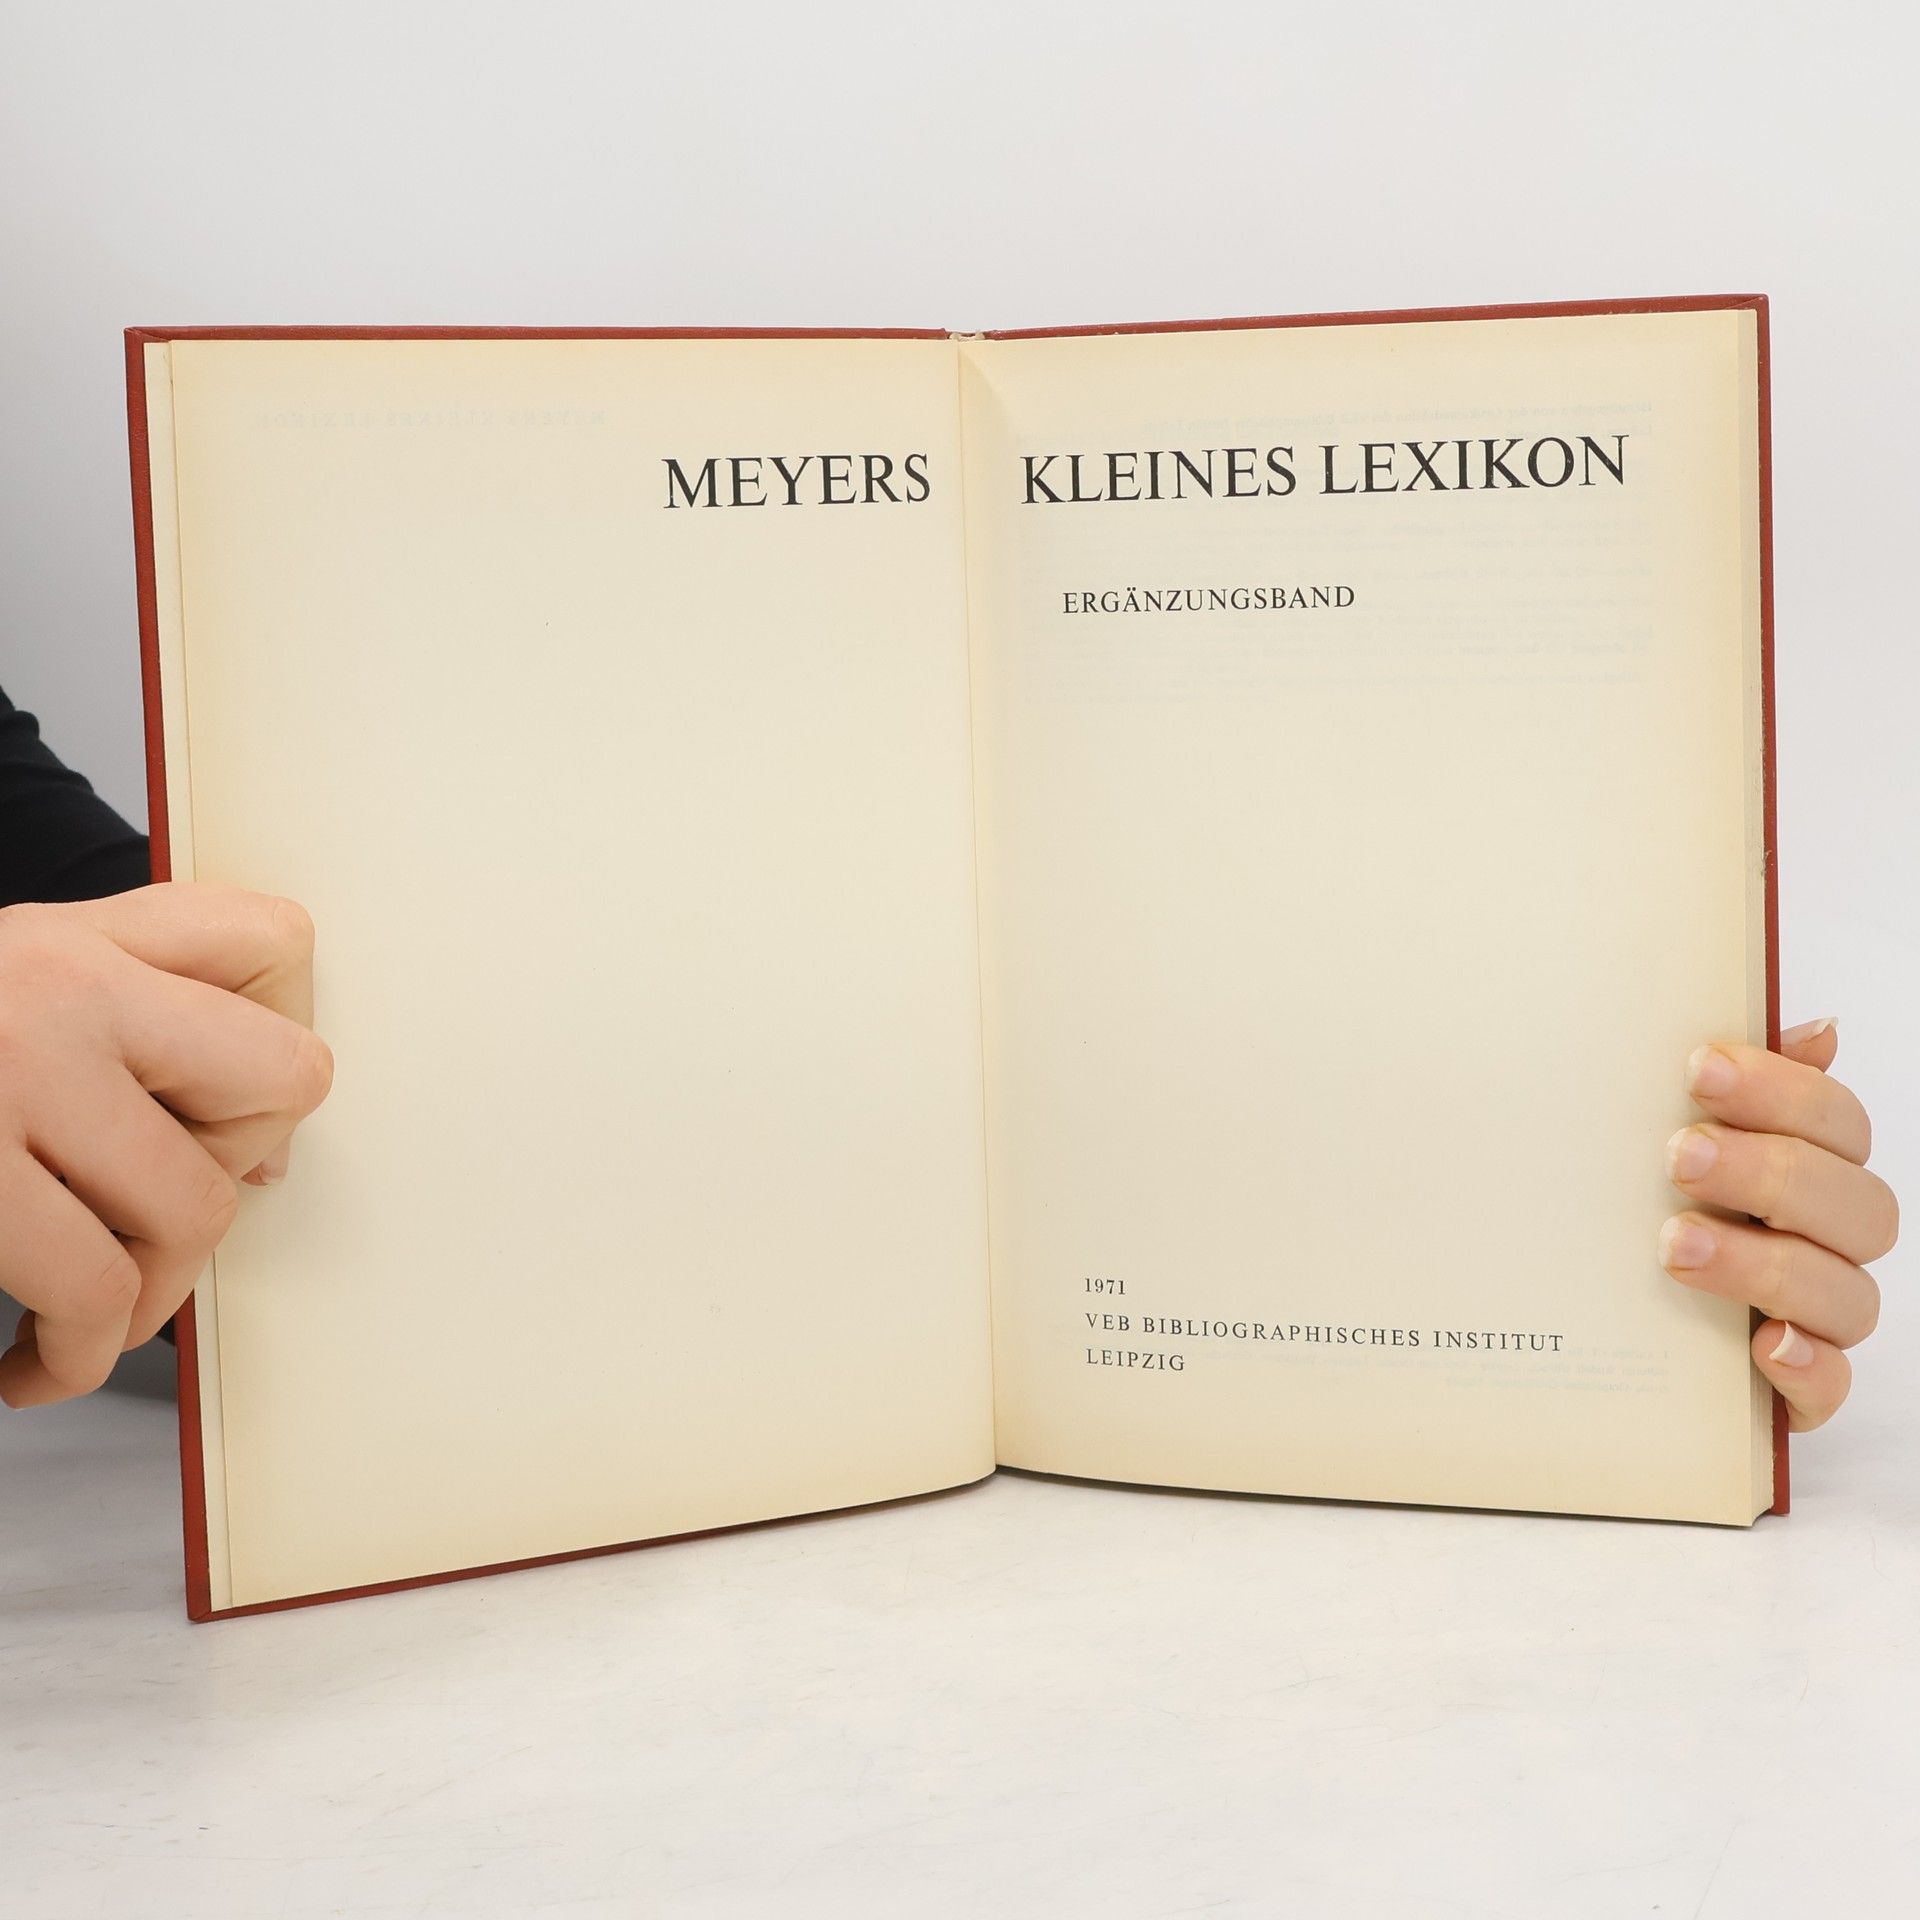 MEYERS KLEINES LEXIKON
ERGÄNZUNGSBAND
1971
VEB BIBLIOGRAPHISCHES INSTITUT
LEIPZIG